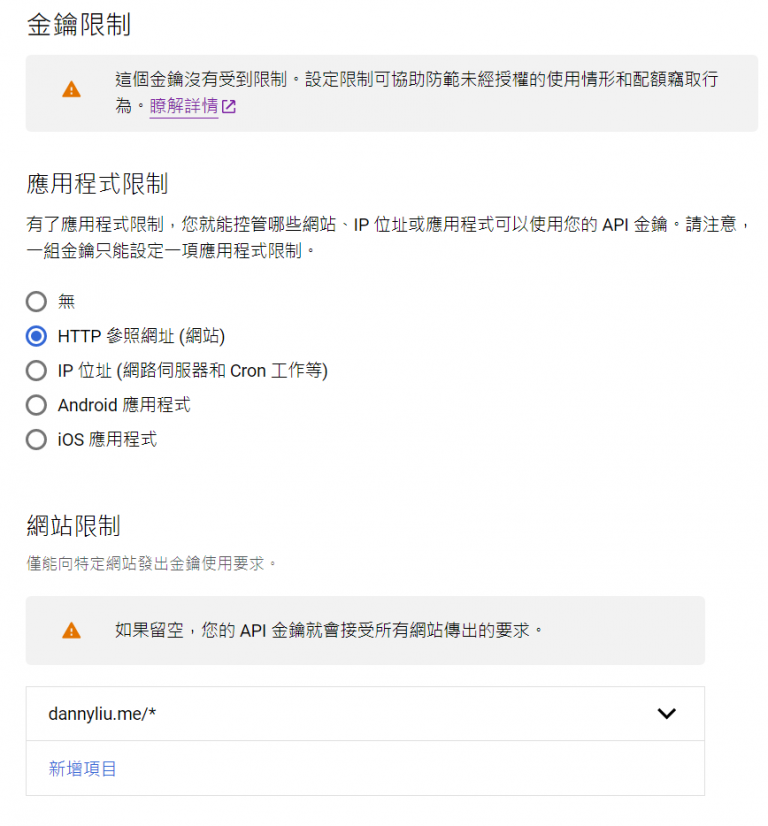 金鑰限制
這個金鑰沒有受到限制。設定限制可協助防範未經授權的使用情形和配額竊取行
為。瞭解詳情
應用程式限制
有了應用程式限制，您就能控管哪些網站、IP 位址或應用程式可以使用您的 API 金鑰。請注意，
一組金鑰只能設定一項應用程式限制。
無
HTTP 參照網址 (網站)
IP 位址 (網路伺服器和 Cron 工作等)
Android 應用程式
iOS 應用程式
網站限制
僅能向特定網站發出金鑰使用要求。
如果留空，您的 API 金鑰就會接受所有網站傳出的要求。
dannyliu.me/*
新增項目